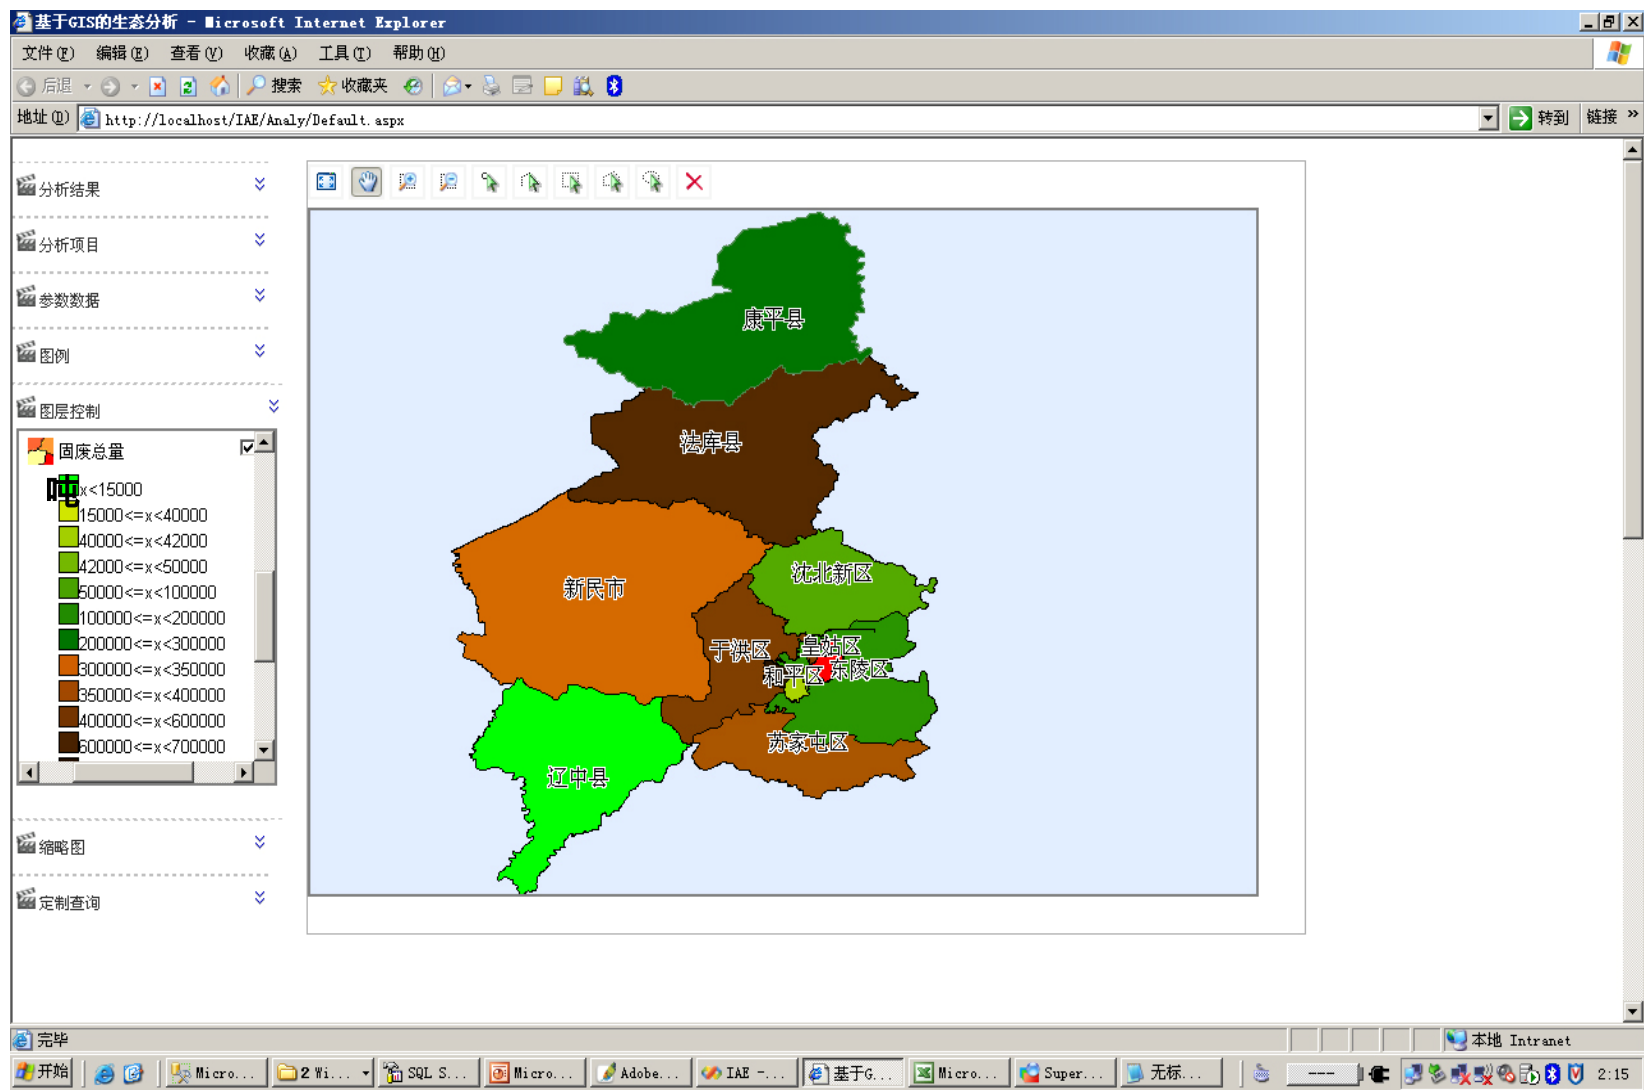 基于GIS的生态分析 - Microsoft Internet Explorer
文件(F) 编辑(E) 查看(V) 收藏(A) 工具(T) 帮助(H)
后退 搜索 收藏夹
地址(D) http://localhost/IAE/Analy/Default.aspx 转到 链接 »
分析结果
分析项目
参数数据
图例
图层控制
固废总量
吨
x<15000
15000<=x<40000
40000<=x<42000
42000<=x<50000
50000<=x<100000
100000<=x<200000
200000<=x<300000
300000<=x<350000
350000<=x<400000
400000<=x<600000
600000<=x<700000
缩略图
定制查询
康平县
法库县
新民市
沈北新区
于洪区
皇姑区
和平区
东陵区
苏家屯区
辽中县
完毕 本地 Intranet
开始 Micro... 2 Wi... SQL S... Micro... Adobe... IAE -... 基于G... Micro... Super... 无标... --- 2:15